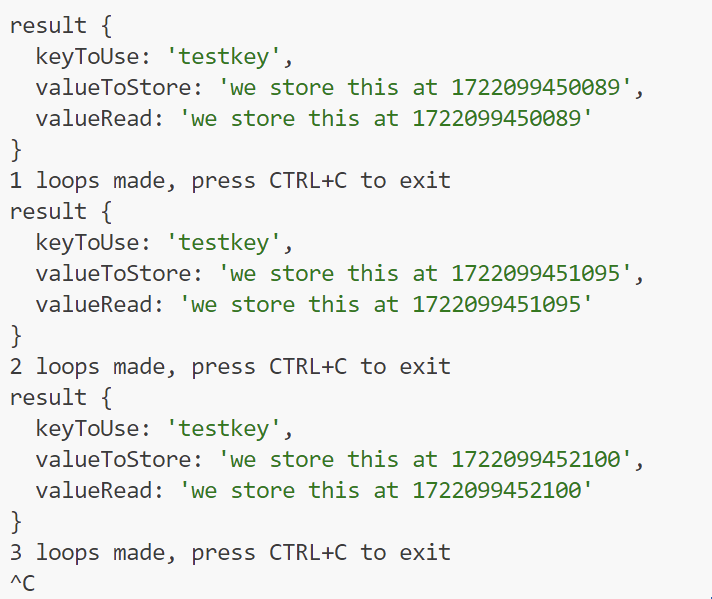 result {
  keyToUse: 'testkey',
  valueToStore: 'we store this at 1722099450089',
  valueRead: 'we store this at 1722099450089'
}
1 loops made, press CTRL+C to exit
result {
  keyToUse: 'testkey',
  valueToStore: 'we store this at 1722099451095',
  valueRead: 'we store this at 1722099451095'
}
2 loops made, press CTRL+C to exit
result {
  keyToUse: 'testkey',
  valueToStore: 'we store this at 1722099452100',
  valueRead: 'we store this at 1722099452100'
}
3 loops made, press CTRL+C to exit
^C